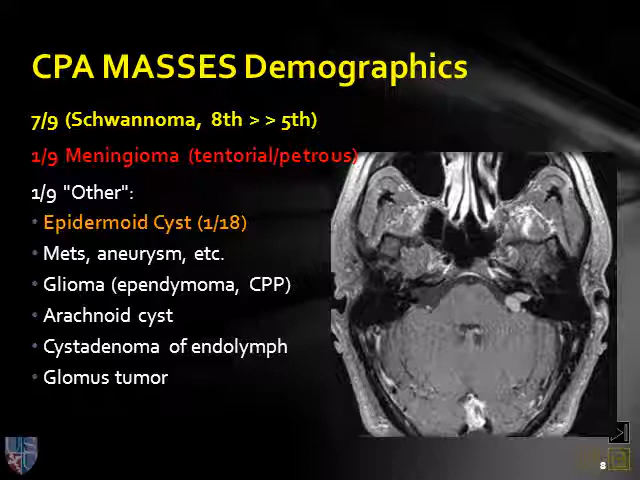 CPA MASSES Demographics
7/9 (Schwannoma, 8th > > 5th)
1/9 Meningioma (tentorial/petrous)
1/9 "Other":
• Epidermoid Cyst (1/18)
• Mets, aneurysm, etc.
• Glioma (ependymoma, CPP)
• Arachnoid cyst
• Cystadenoma of endolymph
• Glomus tumor
8